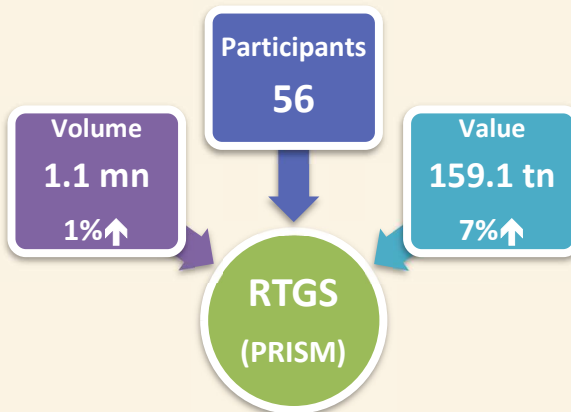 Participants
56
Volume
1.1 mn
1%⬆
Value
159.1 tn
7%⬆
RTGS
(PRISM)